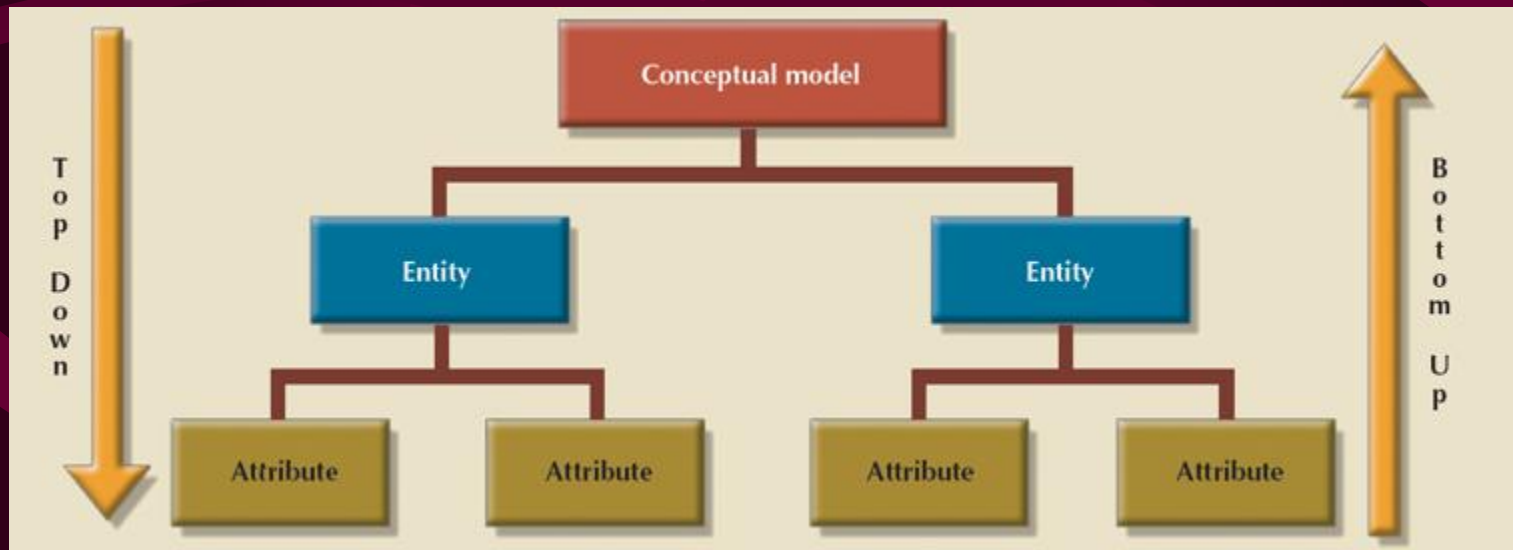 Conceptual model
Top Down
Bottom Up
Entity
Entity
Attribute
Attribute
Attribute
Attribute